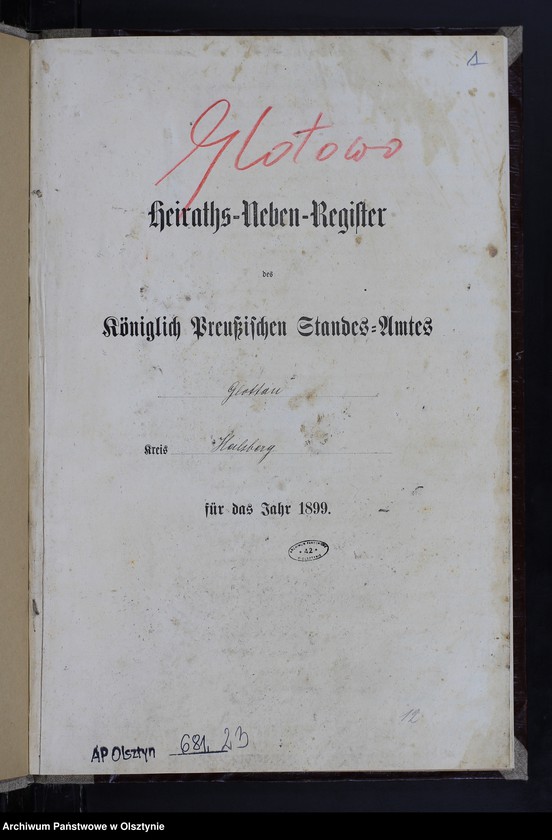 1
Glotowo
Heiraths-Neben-Register
des
Königlich Preußischen Standes-Amtes
Glottau
Kreis Heilsberg
für das Jahr 1899.
• 42 •
12
AP Olsztyn 681, 23
Archiwum Państwowe w Olsztynie